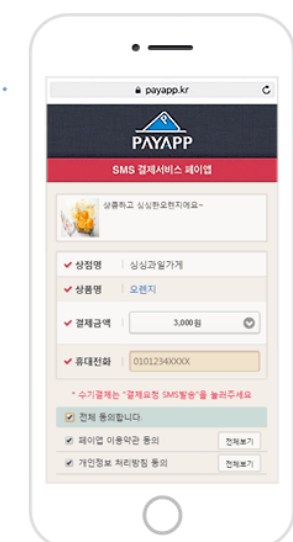 payapp.kr
PAYAPP
SMS 결제서비스 페이앱
상콤하고 싱싱한오렌지에요~
상점명 싱싱과일가게
상품명 오렌지
결제금액 3,000원
휴대전화 0101234XXXX
* 수기결제는 "결제요청 SMS발송"을 눌러주세요
전체 동의합니다.
페이앱 이용약관 동의 전체보기
개인정보 처리방침 동의 전체보기